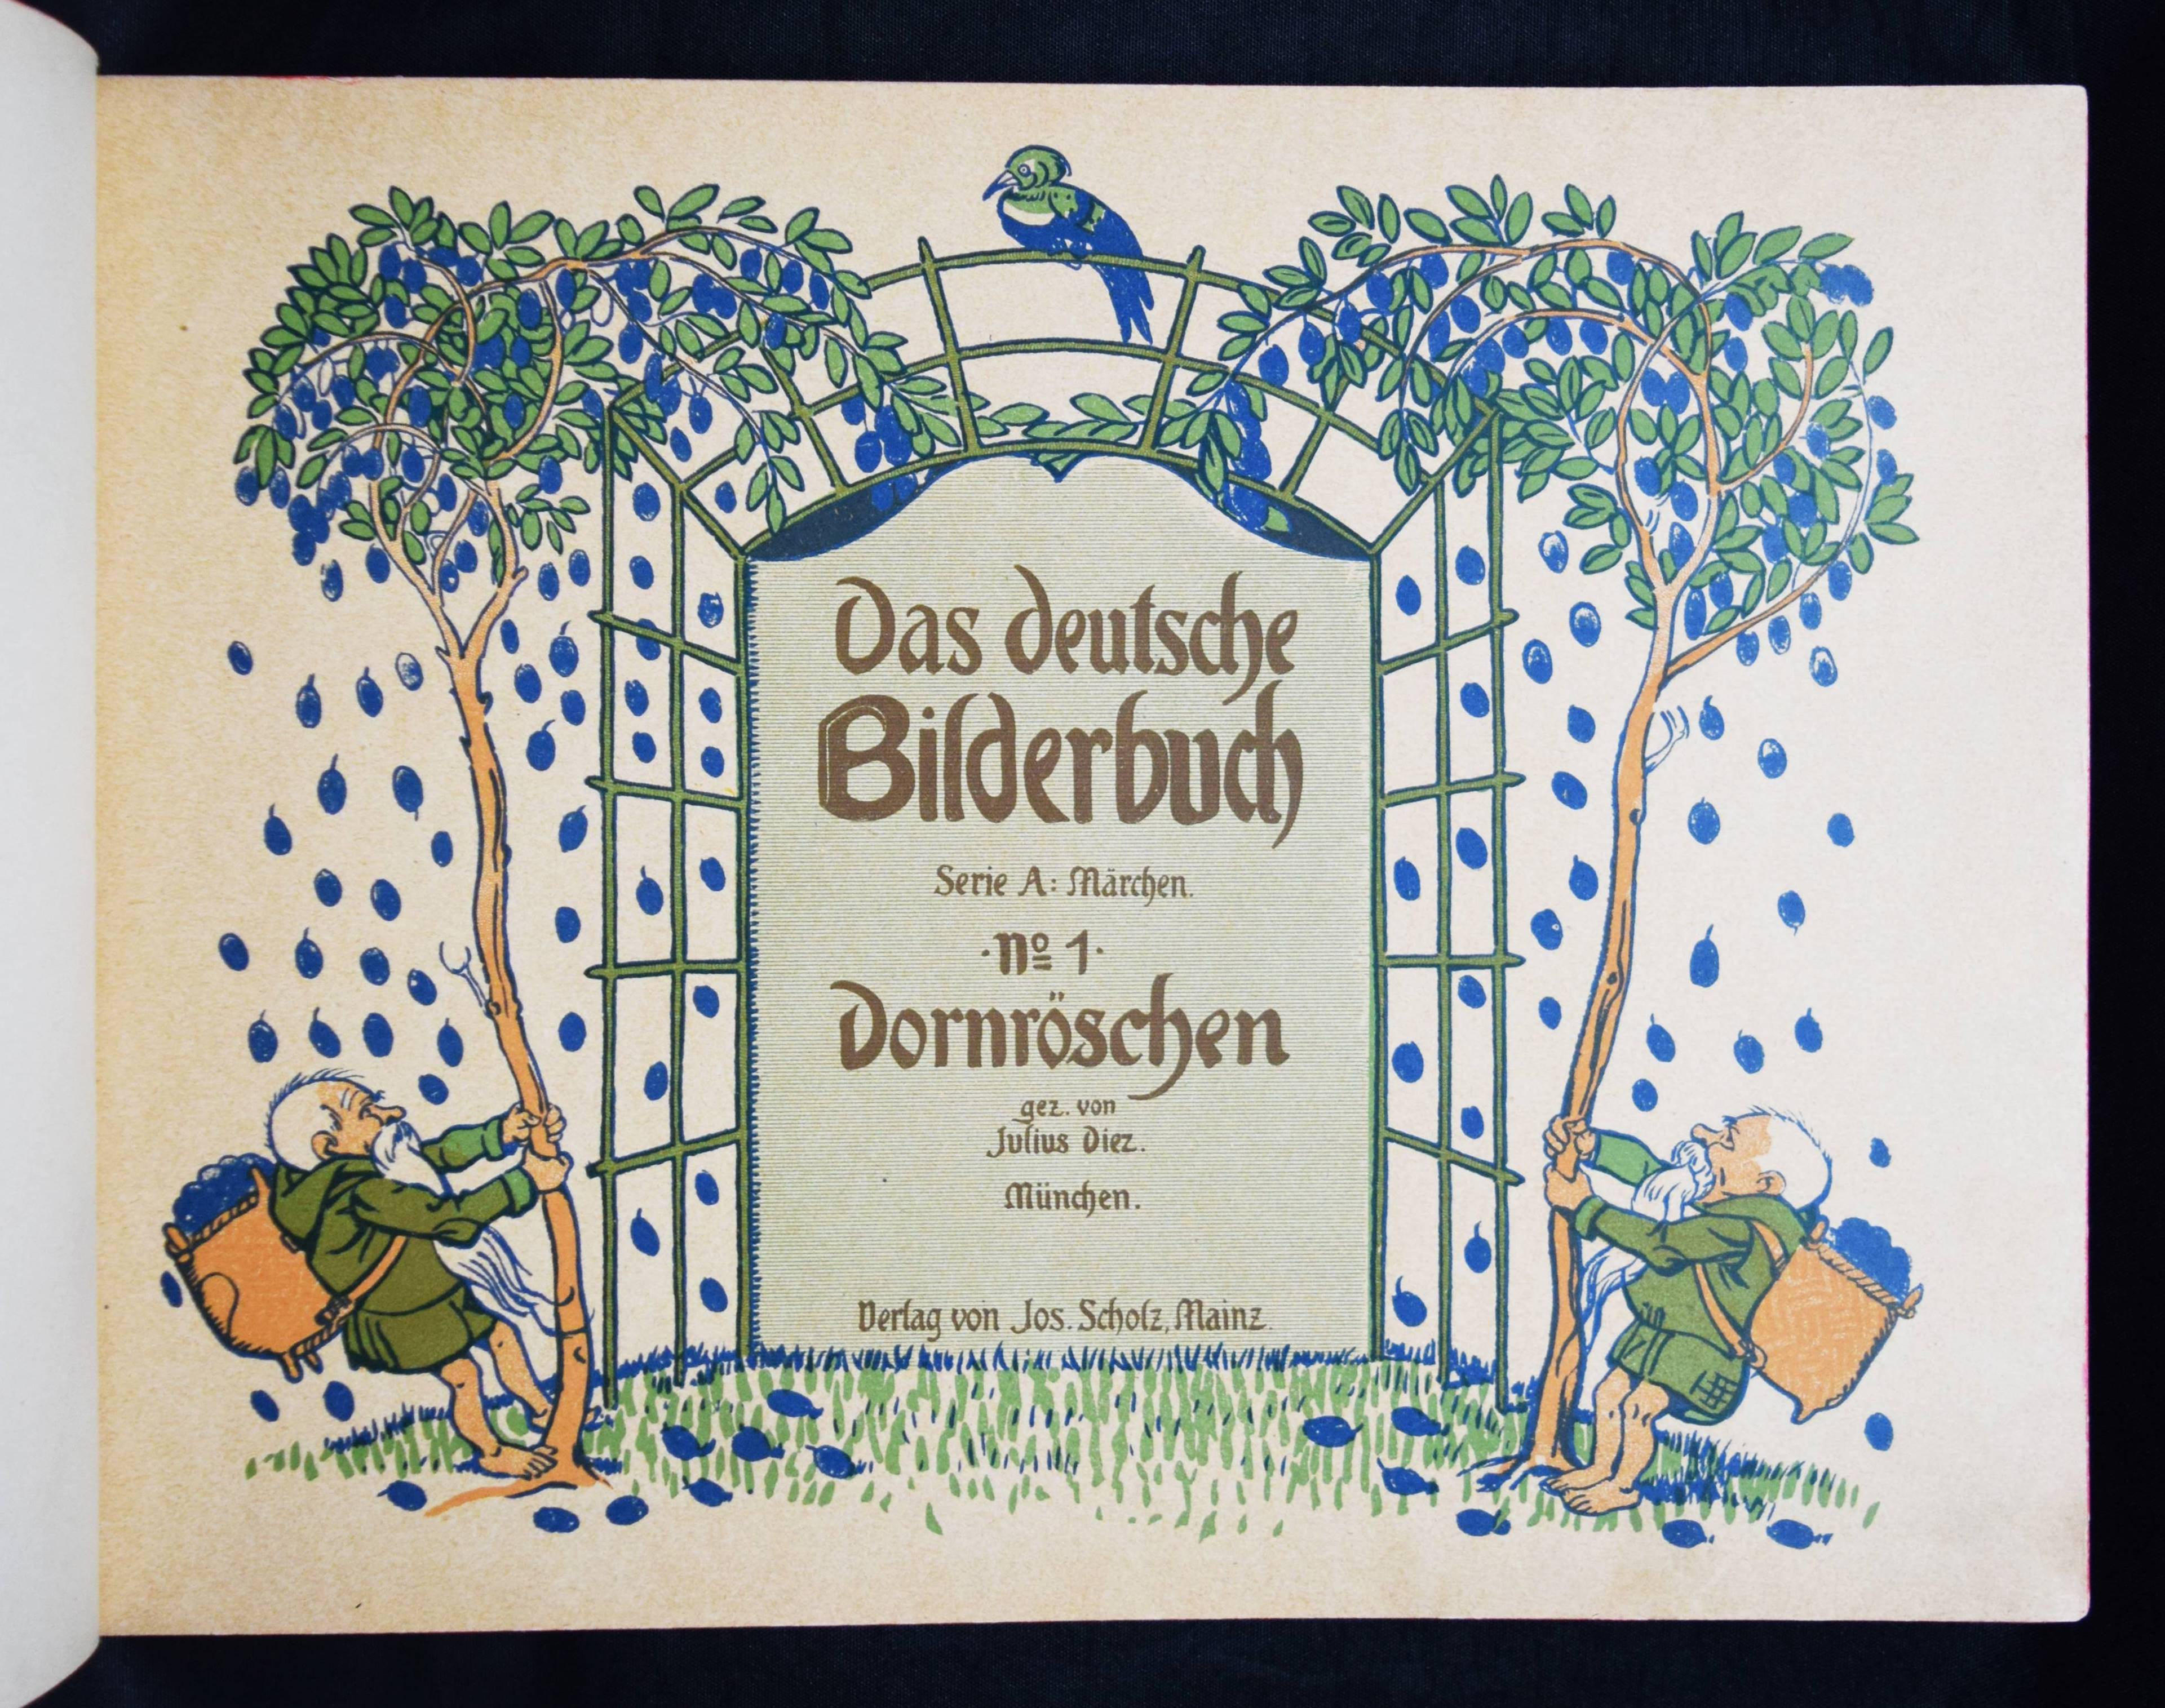 Das deutsche
Bilderbuch
Serie A: Märchen.
·No 1·
Dornröschen
gez. von
Julius Diez.
München.
Verlag von Jos. Scholz, Mainz.